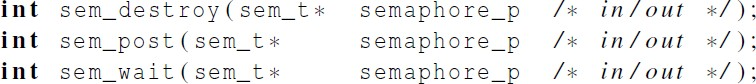 int sem_destroy(sem_t* semaphore_p /* in/out */);
int sem_post(sem_t* semaphore_p /* in/out */);
int sem_wait(sem_t* semaphore_p /* in/out */);